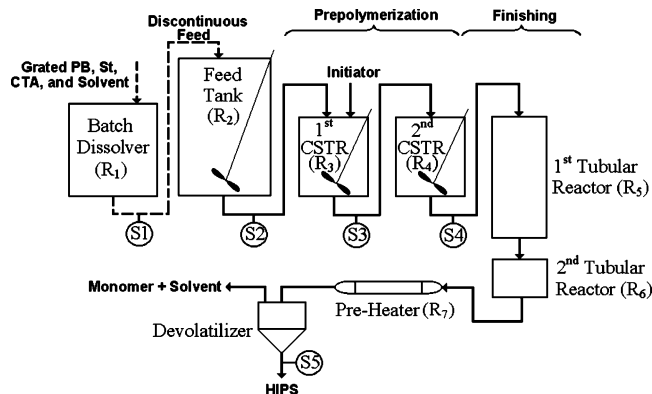 Discontinuous
Feed
Prepolymerization
Finishing
Grated PB, St,
CTA, and Solvent
Feed
Tank
(R2)
Initiator
Batch
Dissolver
(R1)
1st
CSTR
(R3)
2nd
CSTR
(R4)
1st Tubular
Reactor (R5)
S1
S2
S3
S4
2nd Tubular
Reactor (R6)
Monomer + Solvent
Pre-Heater (R7)
Devolatilizer
S5
HIPS